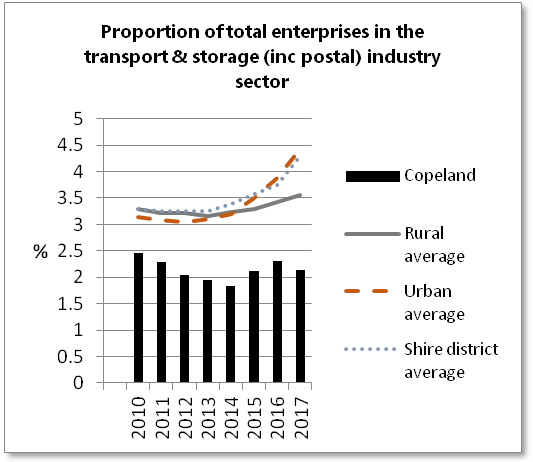 Proportion of total enterprises in the
transport & storage (inc postal) industry
sector
5
4.5
4
3.5
3
2.5
2
1.5
1
0.5
0
%
2010
2011
2012
2013
2014
2015
2016
2017
Copeland
Rural
average
Urban
average
Shire district
average